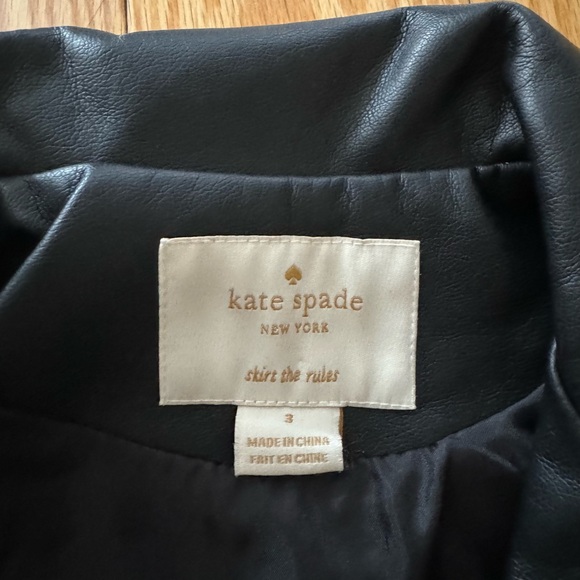 kate spade
NEW YORK
skirt the rules
3
MADE IN CHINA
FAIT EN CHINE